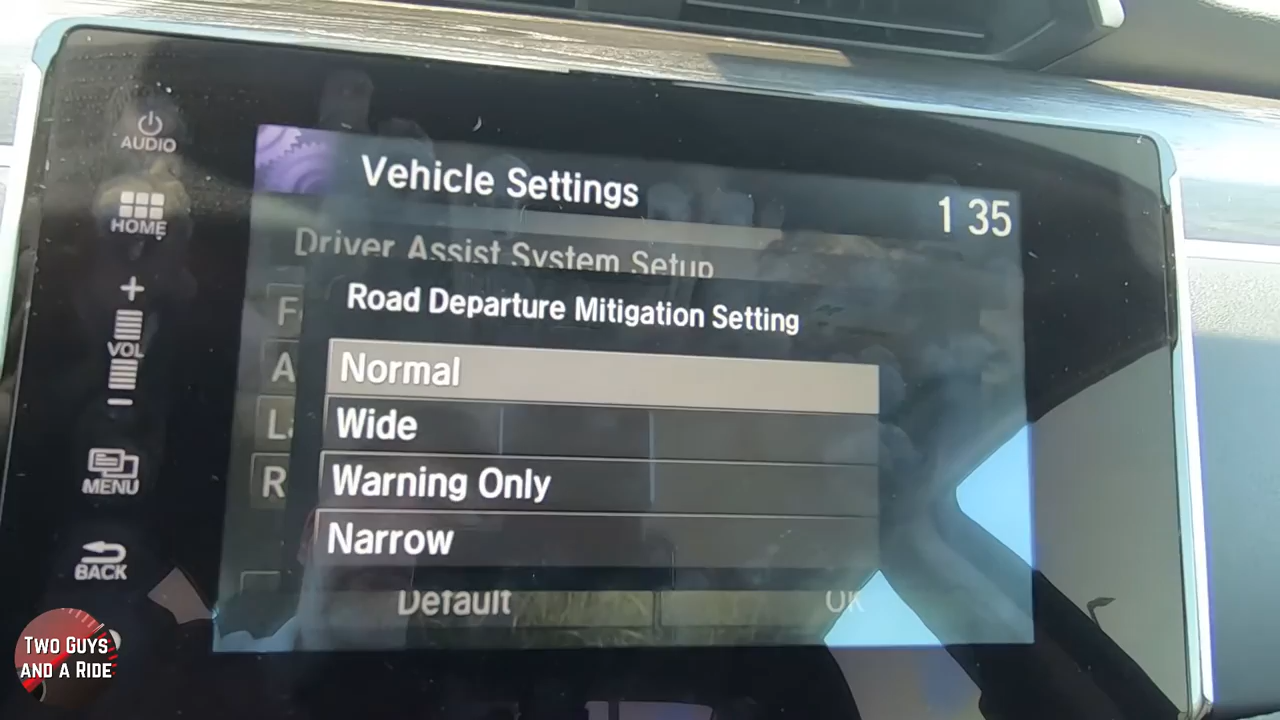 AUDIO
HOME
+
VOL
–
MENU
BACK
Vehicle Settings
1 35
Driver Assist System Setup
Road Departure Mitigation Setting
F
A
L
R
Normal
Wide
Warning Only
Narrow
Default
OK
TWO GUYS
AND A RIDE